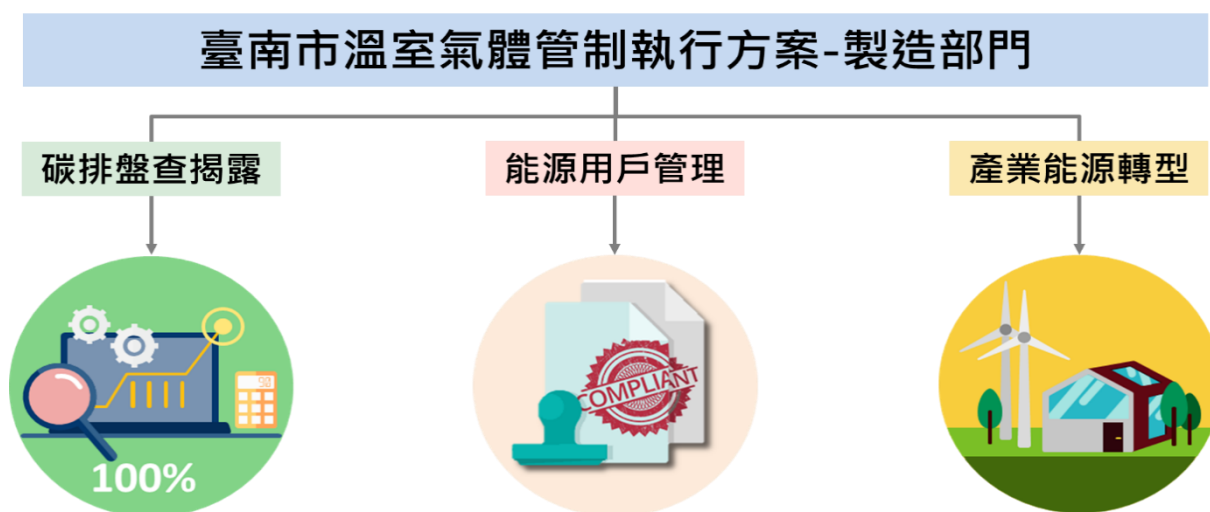 臺南市溫室氣體管制執行方案-製造部門
碳排盤查揭露
能源用戶管理
產業能源轉型
90
COMPLIANT
100%